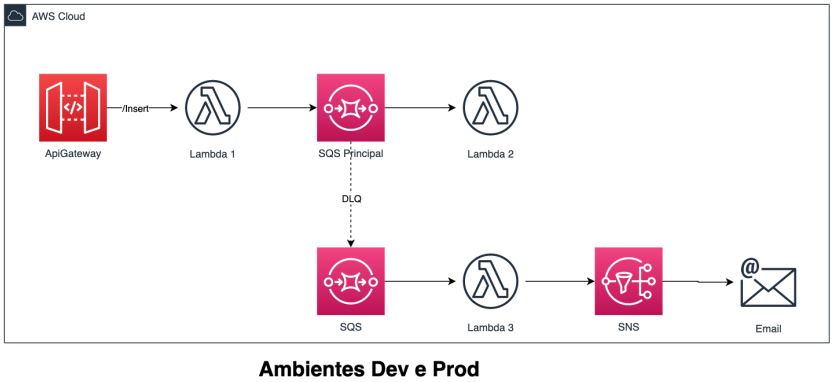 AWS Cloud
/Insert
ApiGateway
Lambda 1
SQS Principal
Lambda 2
DLQ
@
SQS
Lambda 3
SNS
Email
Ambientes Dev e Prod